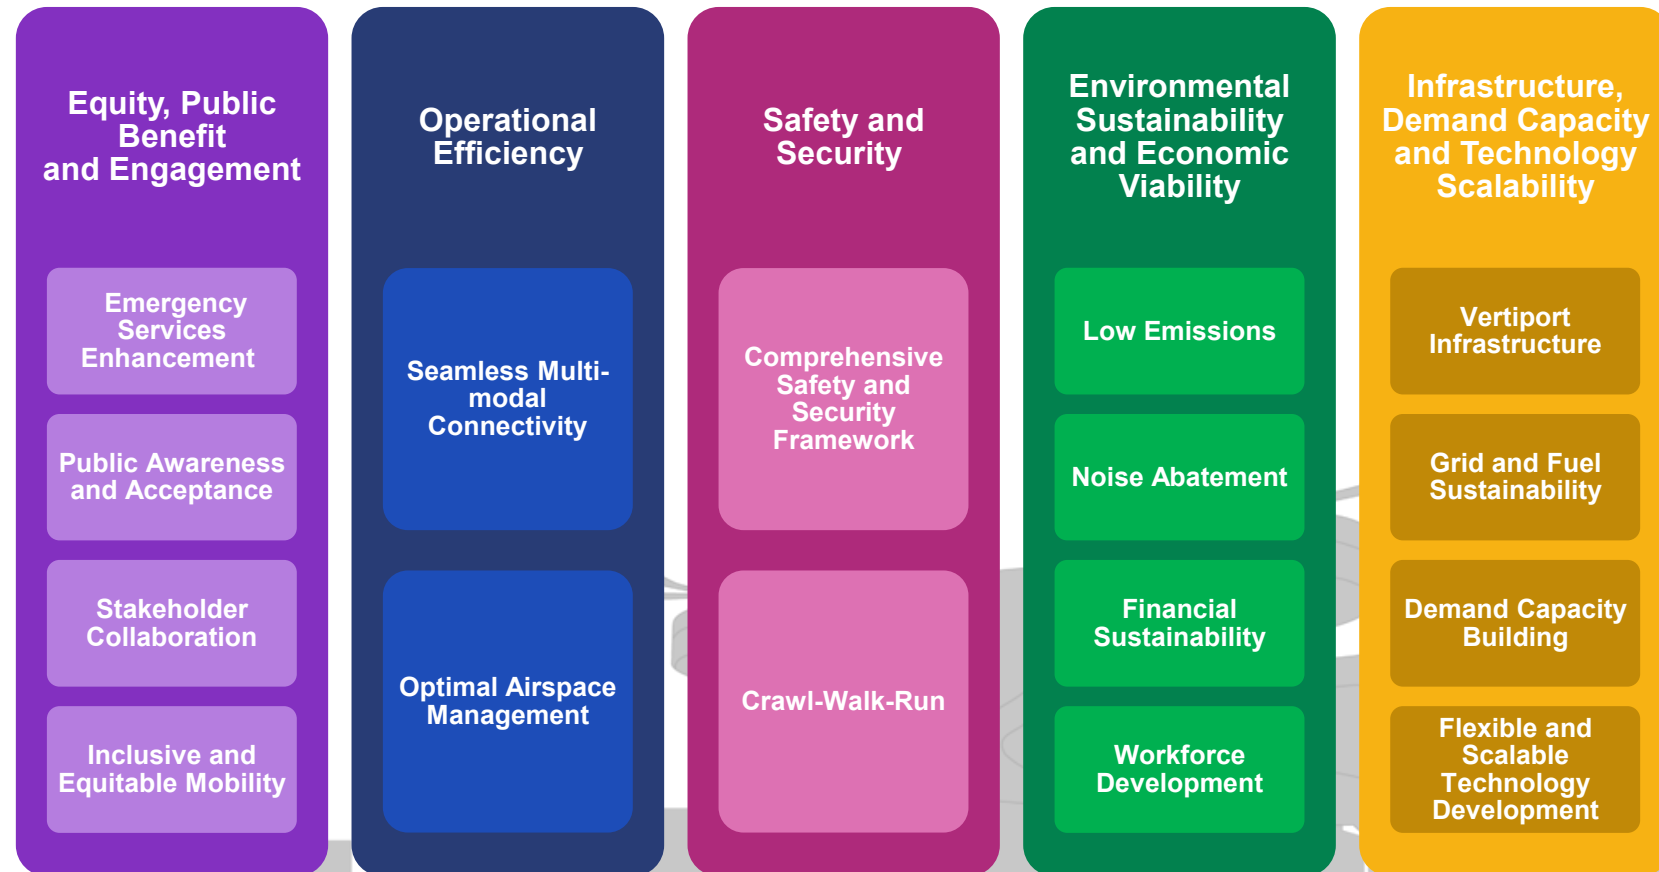 Equity, Public
Benefit
and Engagement
Emergency
Services
Enhancement
Public Awareness
and Acceptance
Stakeholder
Collaboration
Inclusive and
Equitable Mobility
Operational
Efficiency
Seamless Multi-
modal
Connectivity
Optimal Airspace
Management
Safety and
Security
Comprehensive
Safety and
Security
Framework
Crawl-Walk-Run
Environmental
Sustainability
and Economic
Viability
Low Emissions
Noise Abatement
Financial
Sustainability
Workforce
Development
Infrastructure,
Demand Capacity
and Technology
Scalability
Vertiport
Infrastructure
Grid and Fuel
Sustainability
Demand Capacity
Building
Flexible and
Scalable
Technology
Development